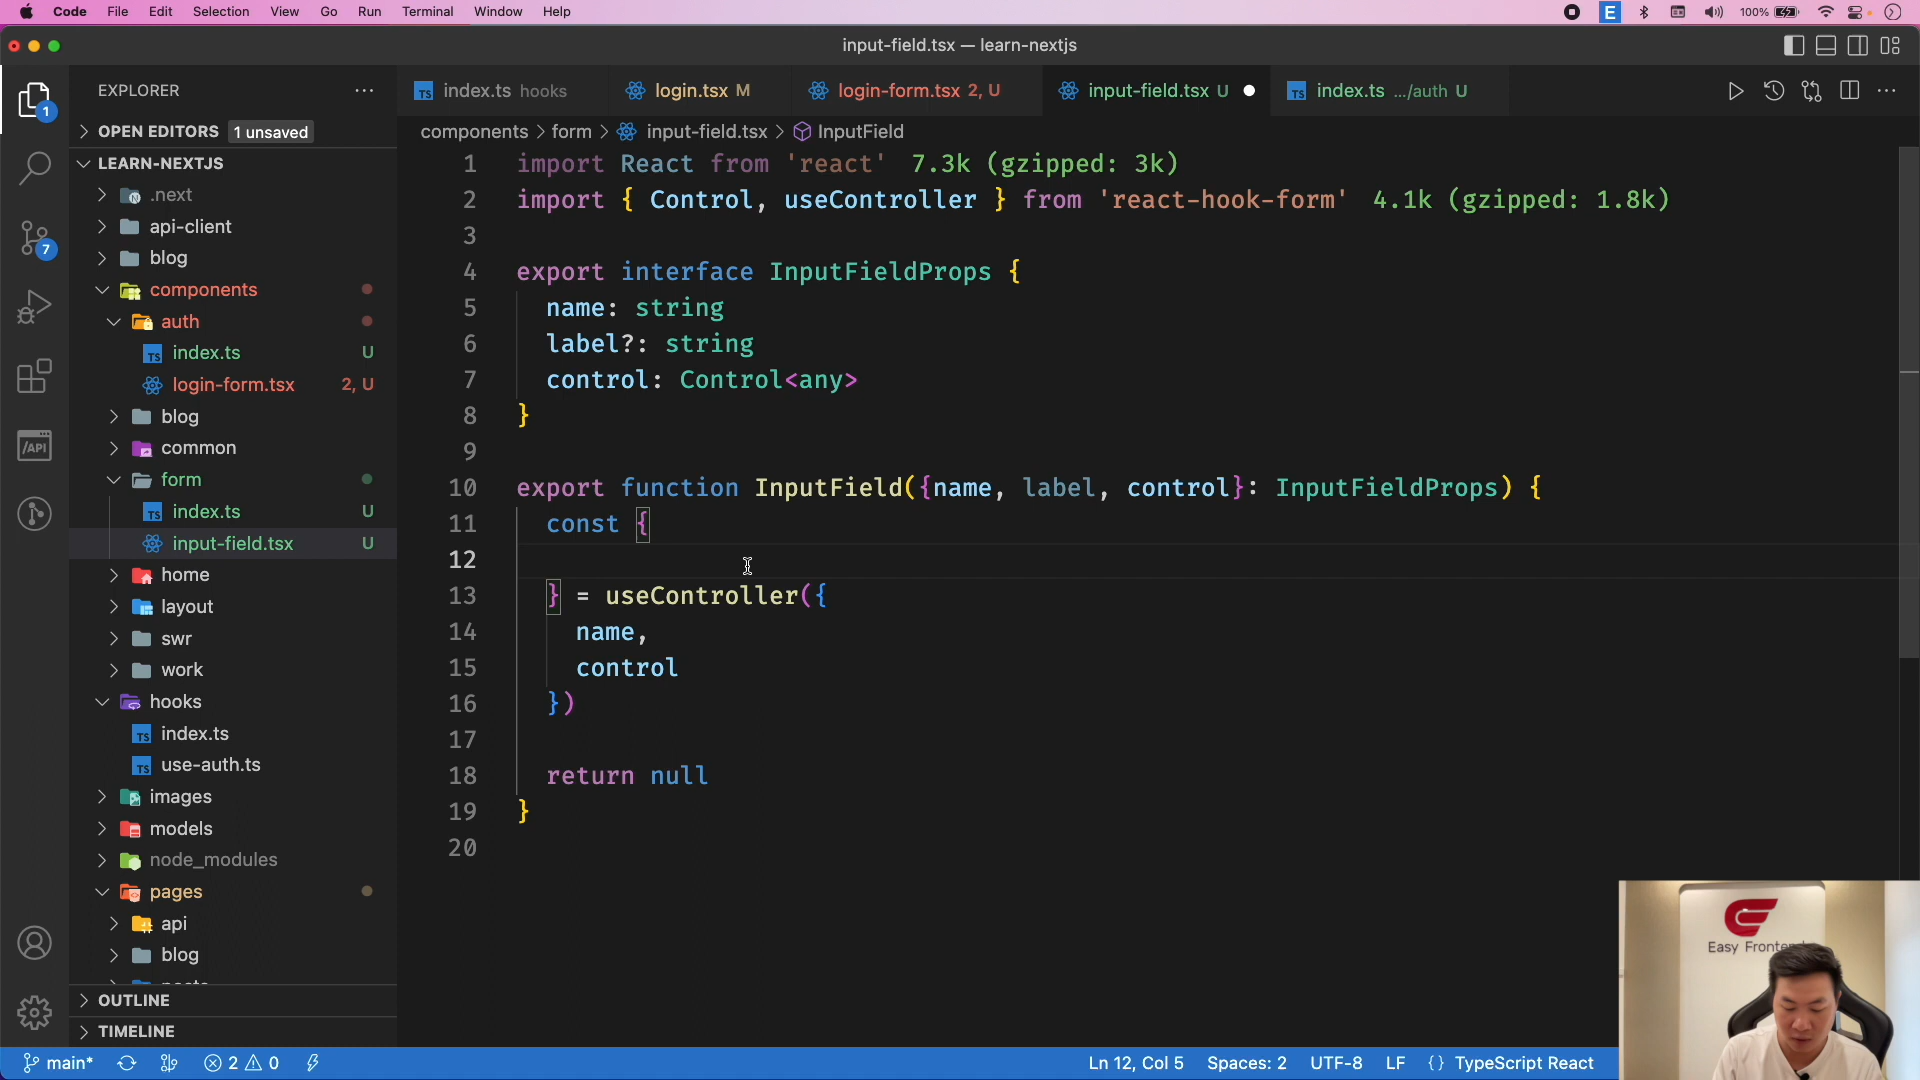 Code File Edit Selection View Go Run Terminal Window Help
E 100%
input-field.tsx — learn-nextjs
EXPLORER
OPEN EDITORS 1 unsaved
LEARN-NEXTJS
.next
api-client
blog
components
auth
index.ts U
login-form.tsx 2, U
blog
common
form
index.ts U
input-field.tsx U
home
layout
swr
work
hooks
index.ts
use-auth.ts
images
models
node_modules
pages
api
blog
OUTLINE
TIMELINE
1
7
/API
index.ts hooks
login.tsx M
login-form.tsx 2, U
input-field.tsx U
index.ts .../auth U
components > form > input-field.tsx > InputField
1 import React from 'react' 7.3k (gzipped: 3k)
2 import { Control, useController } from 'react-hook-form' 4.1k (gzipped: 1.8k)
3
4 export interface InputFieldProps {
5 name: string
6 label?: string
7 control: Control<any>
8 }
9
10 export function InputField({name, label, control}: InputFieldProps) {
11 const {
12
13 } = useController({
14 name,
15 control
16 })
17
18 return null
19 }
20
Easy Fronten
main* 2 0
Ln 12, Col 5 Spaces: 2 UTF-8 LF {} TypeScript React